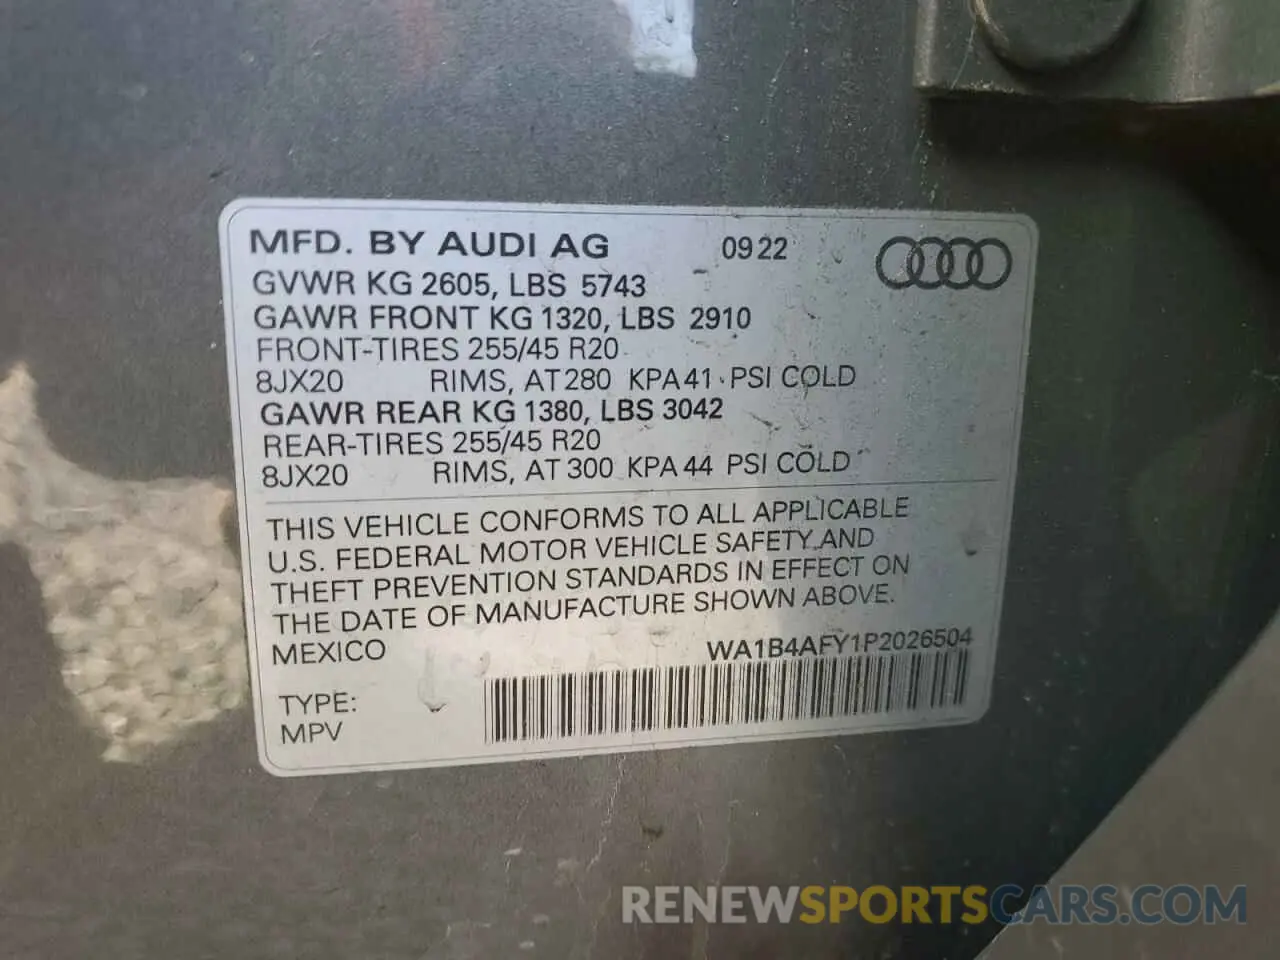 MFD. BY AUDI AG 09 22
GVWR KG 2605, LBS 5743
GAWR FRONT KG 1320, LBS 2910
FRONT-TIRES 255/45 R20
8JX20 RIMS, AT 280 KPA 41 PSI COLD
GAWR REAR KG 1380, LBS 3042
REAR-TIRES 255/45 R20
8JX20 RIMS, AT 300 KPA 44 PSI COLD
THIS VEHICLE CONFORMS TO ALL APPLICABLE
U.S. FEDERAL MOTOR VEHICLE SAFETY AND
THEFT PREVENTION STANDARDS IN EFFECT ON
THE DATE OF MANUFACTURE SHOWN ABOVE.
MEXICO WA1B4AFY1P2026504
TYPE:
MPV
RENEWSPORTSCARS.COM